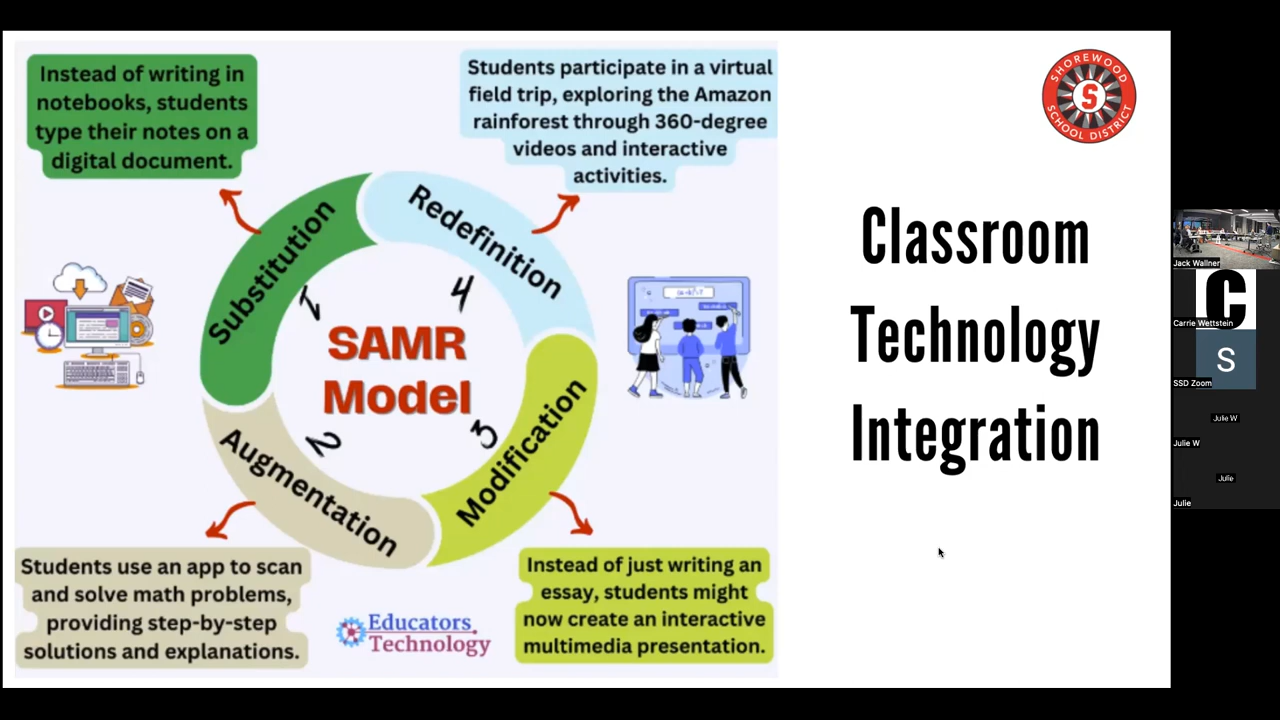 Instead of writing in
notebooks, students
type their notes on a
digital document.
Students participate in a virtual
field trip, exploring the Amazon
rainforest through 360-degree
videos and interactive
activities.
Substitution
Redefinition
1
4
SAMR
Model
2
3
Augmentation
Modification
Students use an app to scan
and solve math problems,
providing step-by-step
solutions and explanations.
Instead of just writing an
essay, students might
now create an interactive
multimedia presentation.
Educators
Technology
SHOREWOOD
S
SCHOOL DISTRICT
Classroom
Technology
Integration
Jack Wallner
C
Carrie Wettstein
S
SSD Zoom
Julie W
Julie W
Julie
Julie